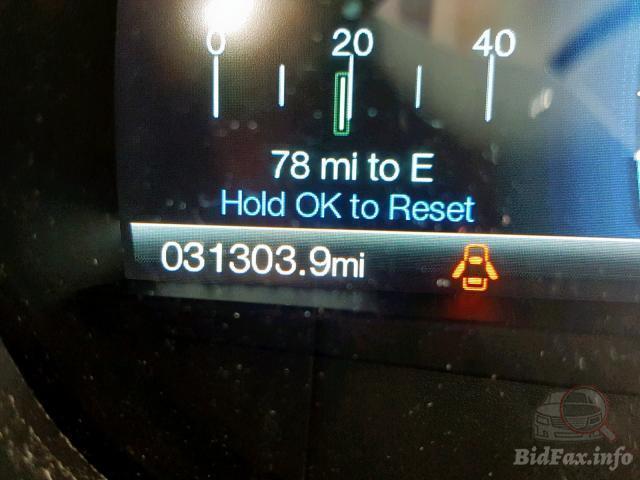 0 20 40
78 mi to E
Hold OK to Reset
031303.9mi
BidFax.info